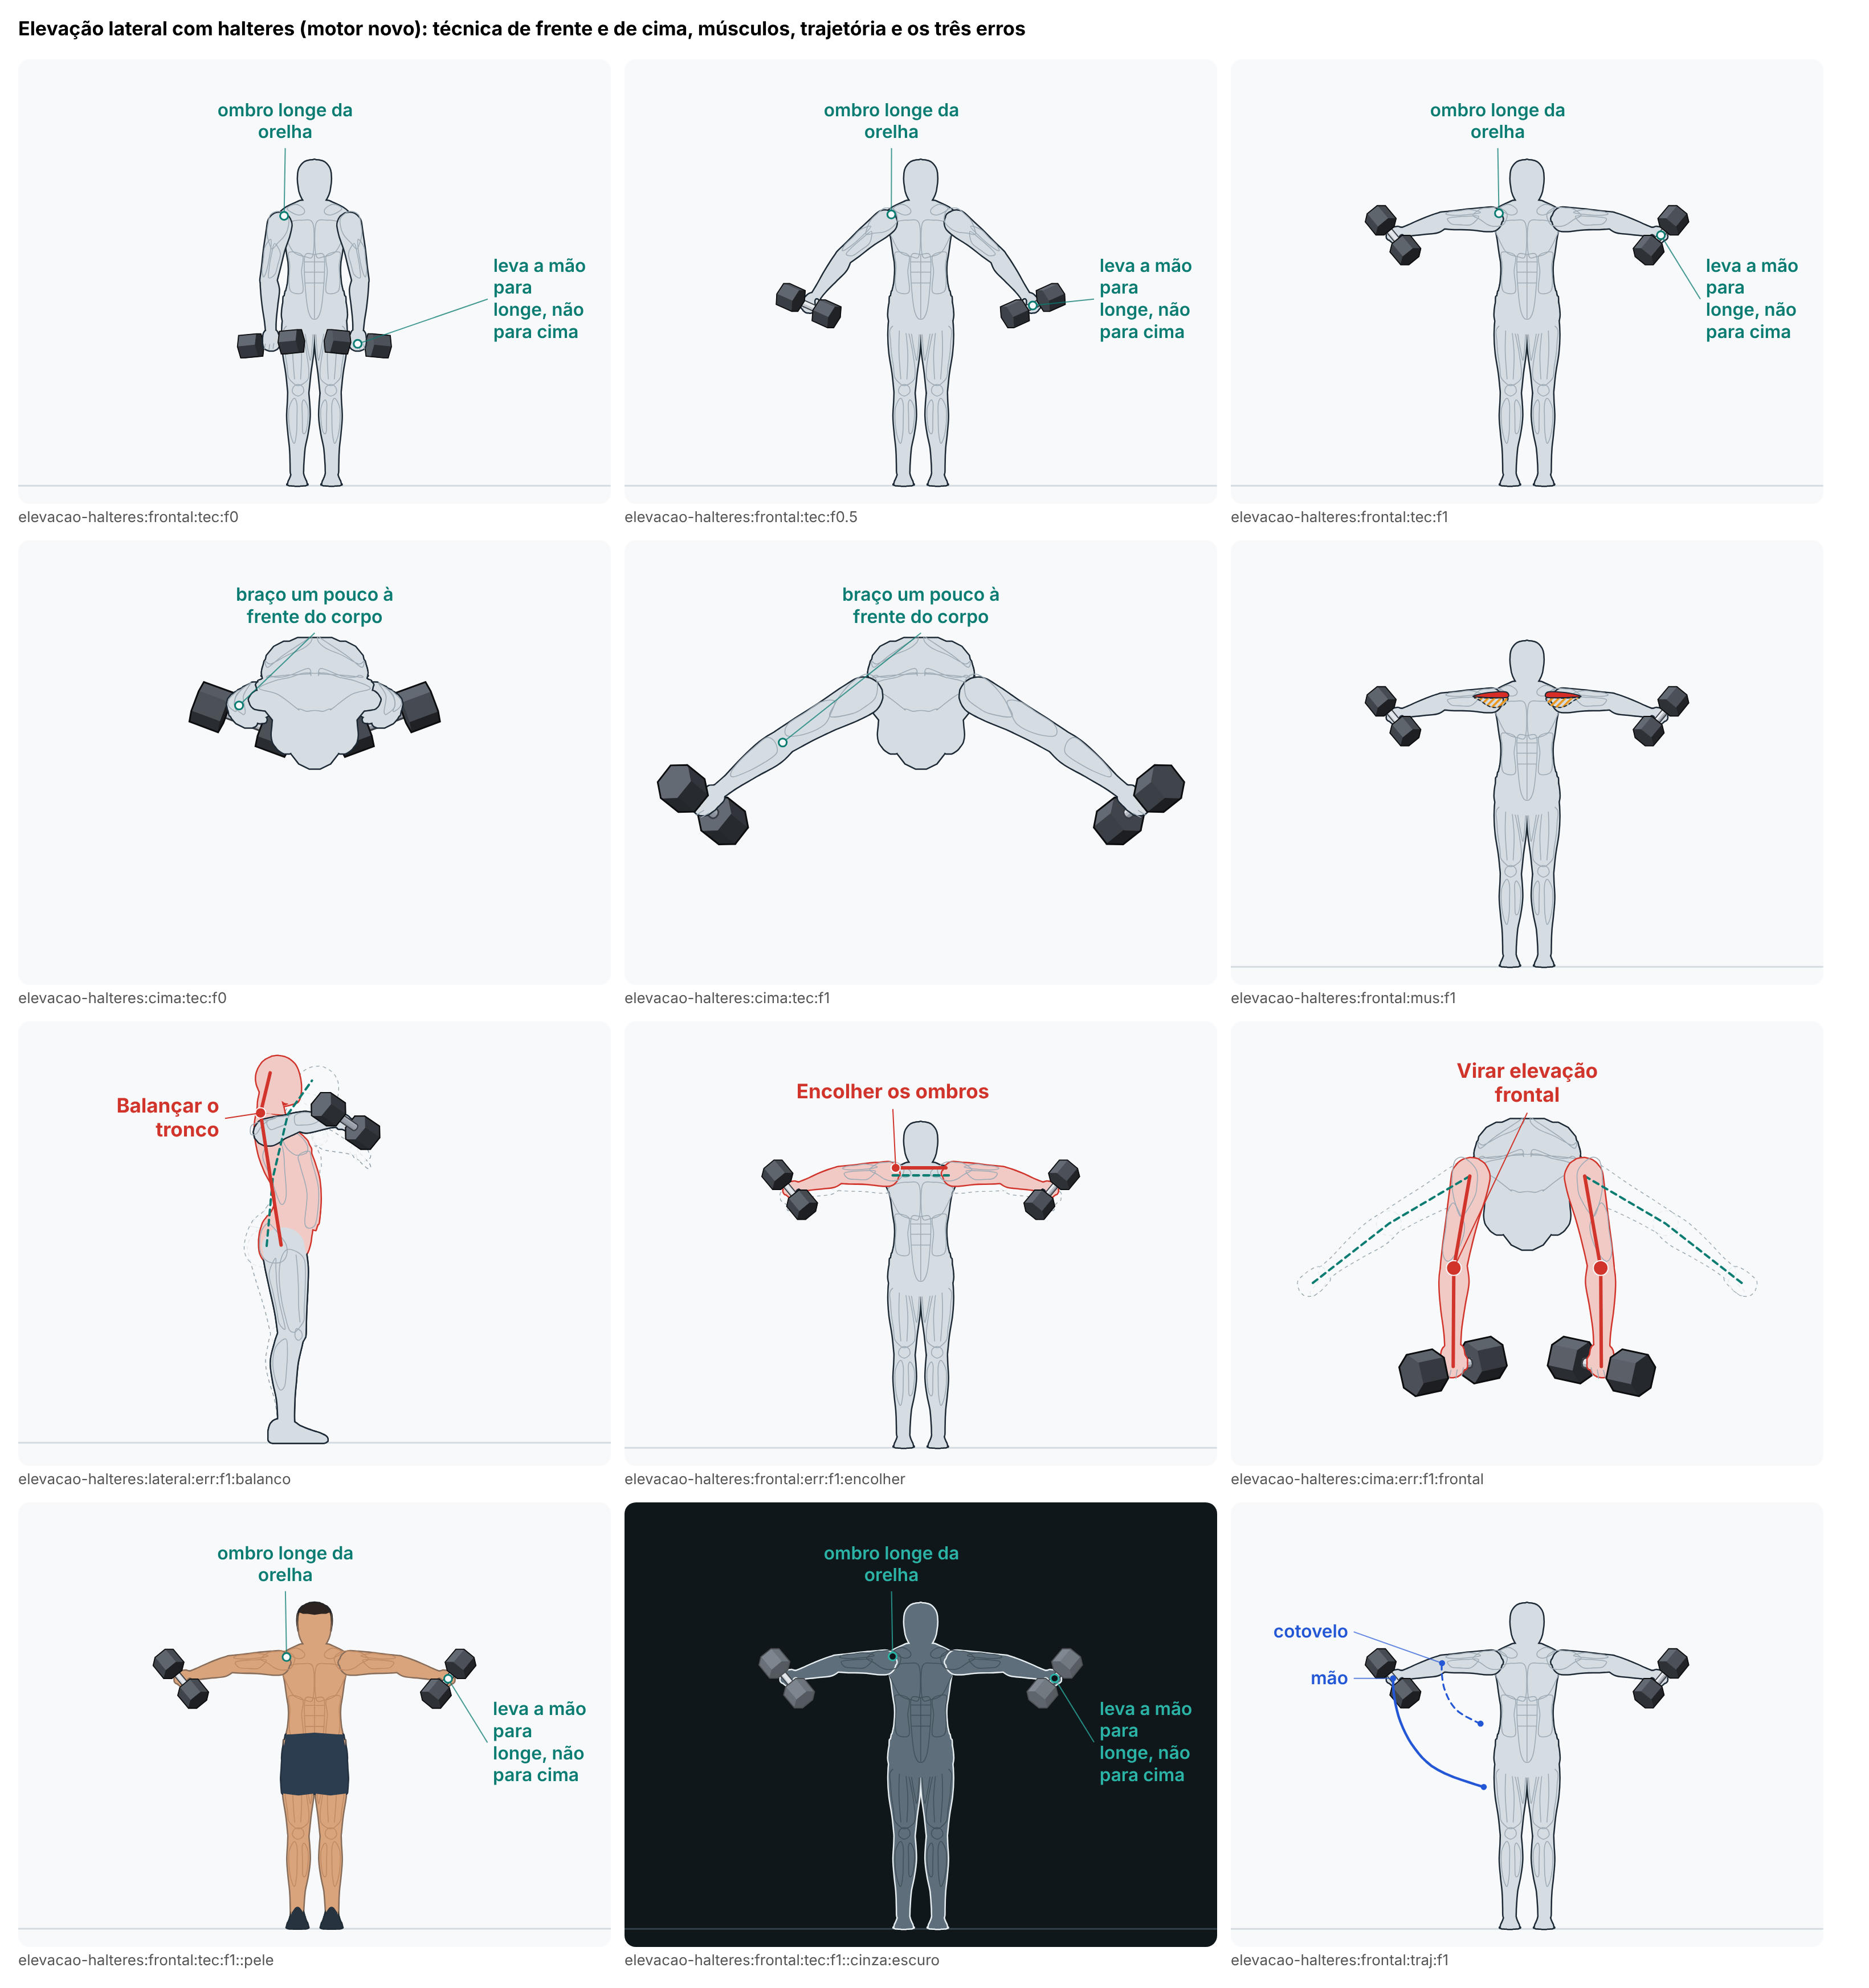 Elevação lateral com halteres (motor novo): técnica de frente e de cima, músculos, trajetória e os três erros
ombro longe da
orelha
leva a mão
para
longe, não
para cima
elevacao-halteres:frontal:tec:f0
ombro longe da
orelha
leva a mão
para
longe, não
para cima
elevacao-halteres:frontal:tec:f0.5
ombro longe da
orelha
leva a mão
para
longe, não
para cima
elevacao-halteres:frontal:tec:f1
braço um pouco à
frente do corpo
elevacao-halteres:cima:tec:f0
braço um pouco à
frente do corpo
elevacao-halteres:cima:tec:f1
elevacao-halteres:frontal:mus:f1
Balançar o
tronco
elevacao-halteres:lateral:err:f1:balanco
Encolher os ombros
elevacao-halteres:frontal:err:f1:encolher
Virar elevação
frontal
elevacao-halteres:cima:err:f1:frontal
ombro longe da
orelha
leva a mão
para
longe, não
para cima
elevacao-halteres:frontal:tec:f1::pele
ombro longe da
orelha
leva a mão
para
longe, não
para cima
elevacao-halteres:frontal:tec:f1::cinza:escuro
cotovelo
mão
elevacao-halteres:frontal:traj:f1